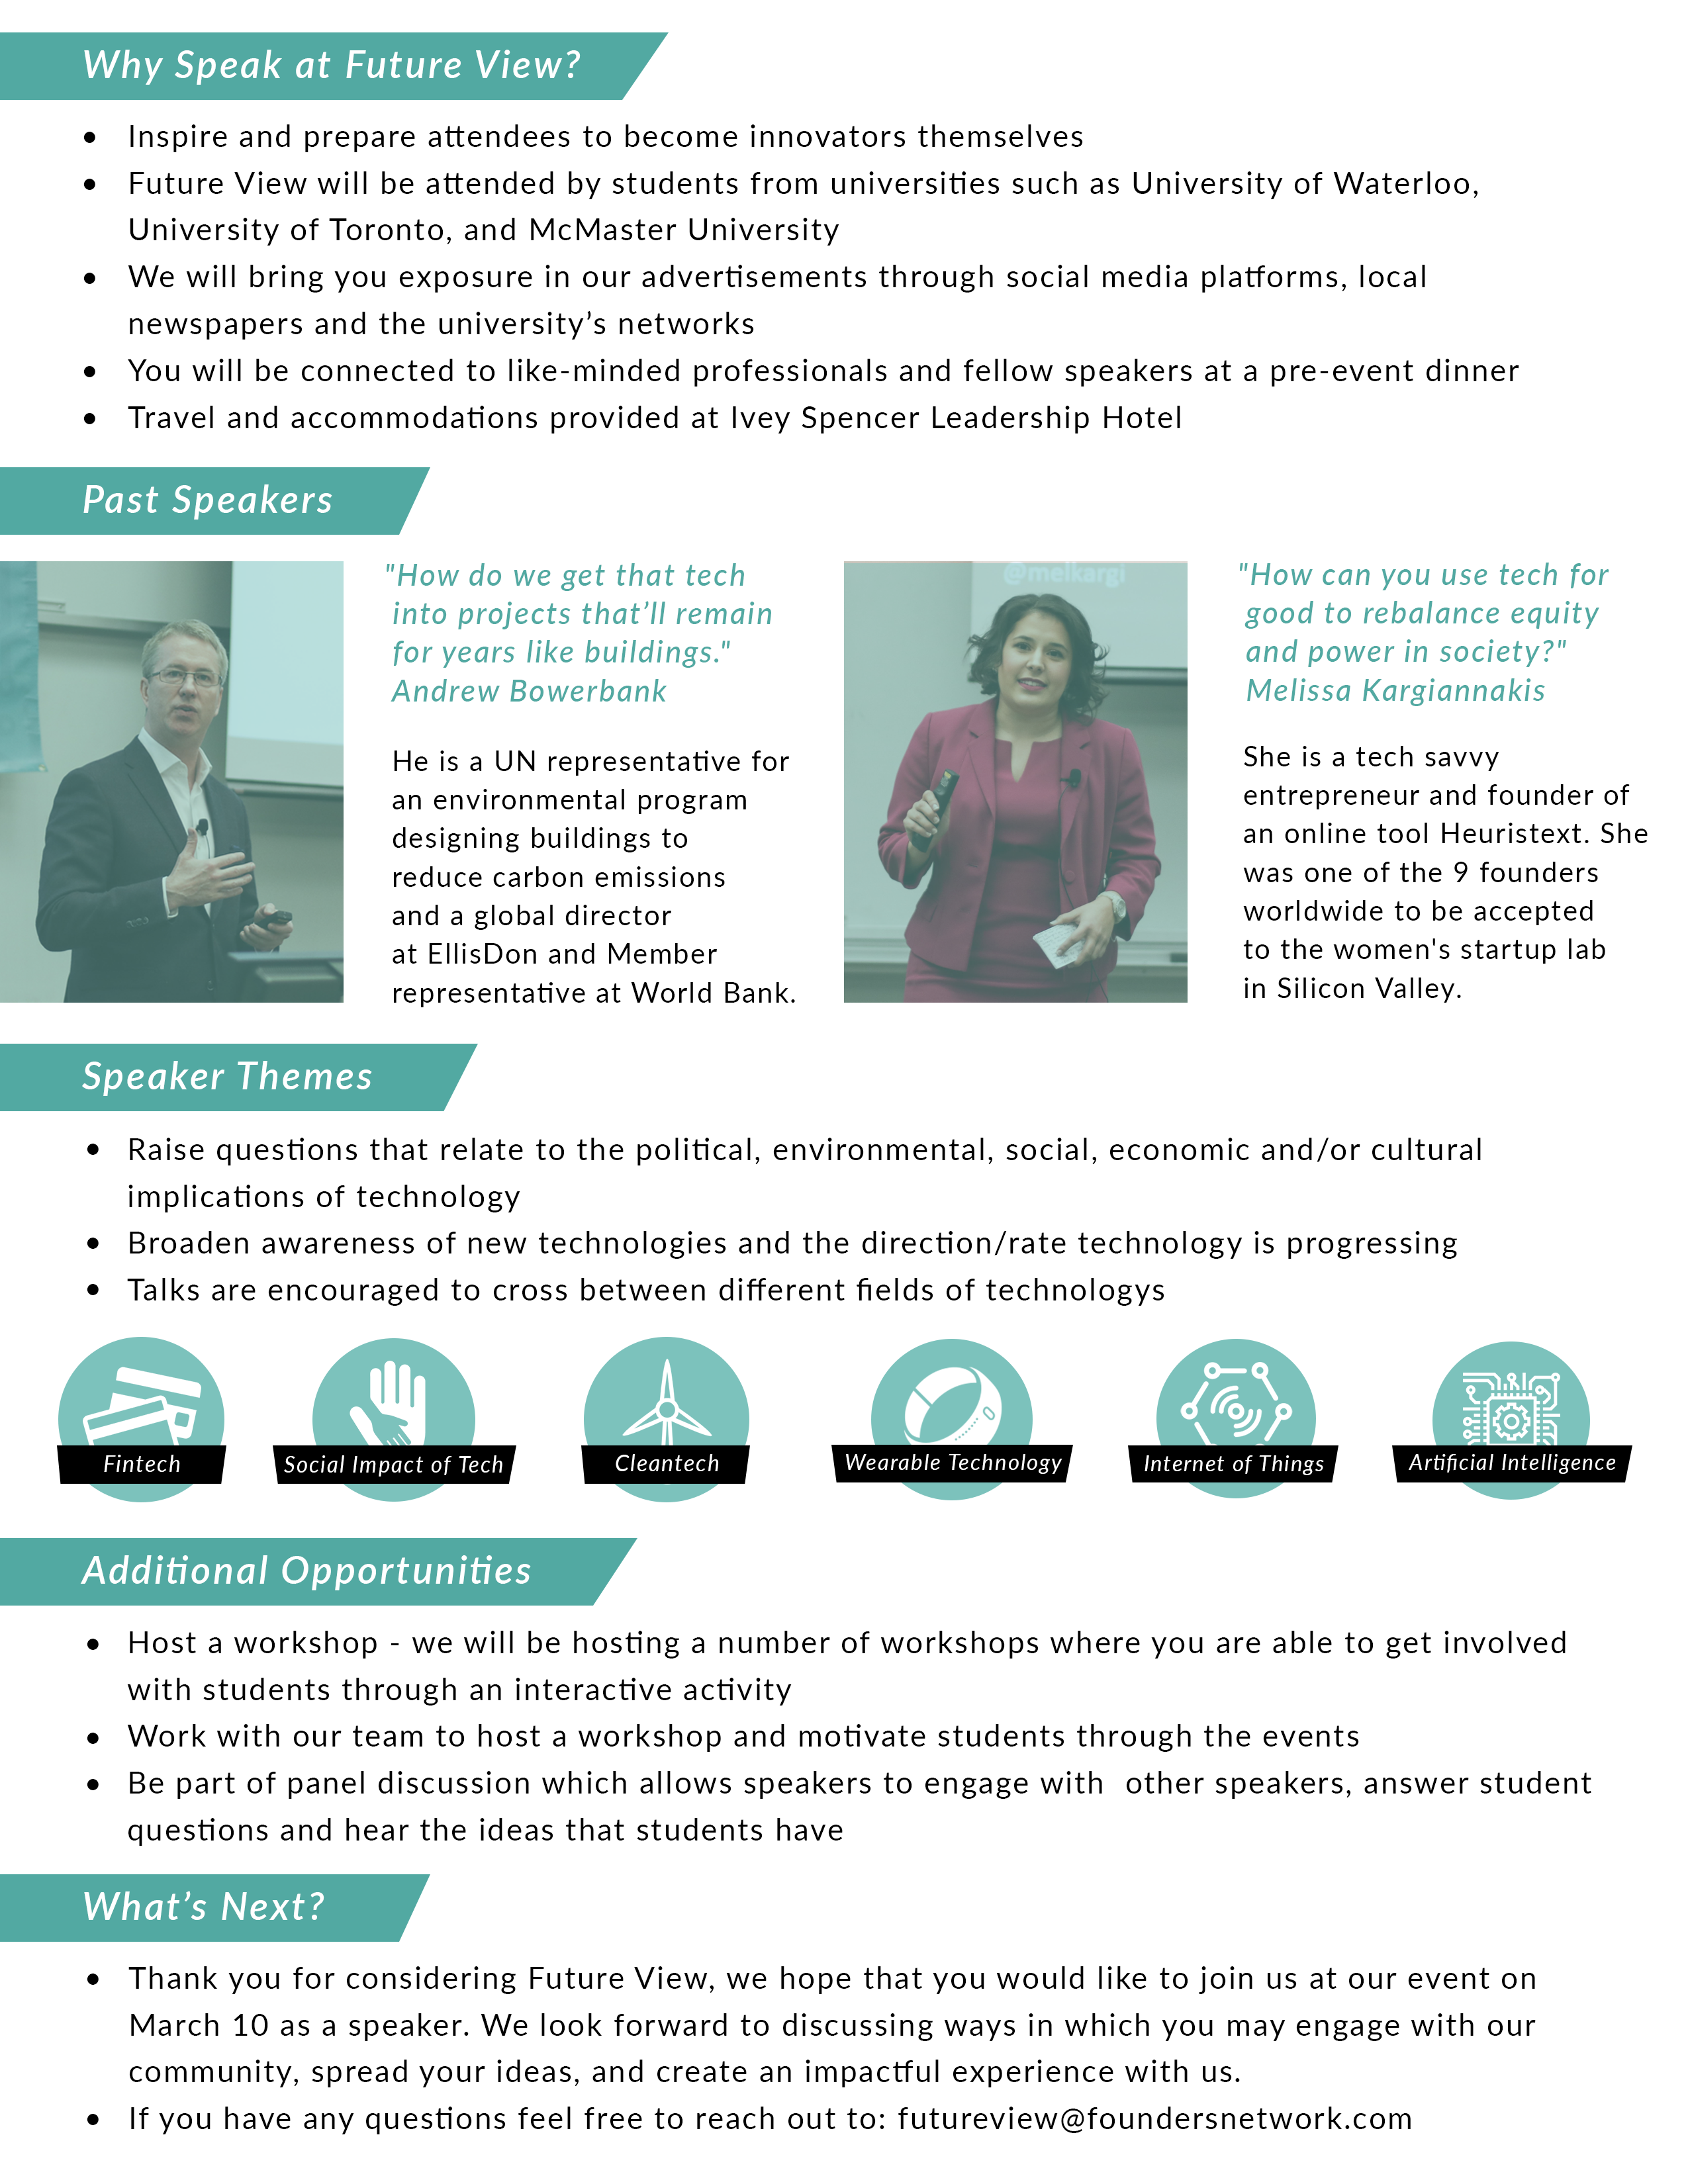 Why Speak at Future View?
• Inspire and prepare attendees to become innovators themselves
• Future View will be attended by students from universities such as University of Waterloo,
University of Toronto, and McMaster University
• We will bring you exposure in our advertisements through social media platforms, local
newspapers and the university’s networks
• You will be connected to like-minded professionals and fellow speakers at a pre-event dinner
• Travel and accommodations provided at Ivey Spencer Leadership Hotel
Past Speakers
"How do we get that tech
into projects that’ll remain
for years like buildings."
Andrew Bowerbank
He is a UN representative for
an environmental program
designing buildings to
reduce carbon emissions
and a global director
at EllisDon and Member
representative at World Bank.
@melkargi
"How can you use tech for
good to rebalance equity
and power in society?"
Melissa Kargiannakis
She is a tech savvy
entrepreneur and founder of
an online tool Heuristext. She
was one of the 9 founders
worldwide to be accepted
to the women's startup lab
in Silicon Valley.
Speaker Themes
• Raise questions that relate to the political, environmental, social, economic and/or cultural
implications of technology
• Broaden awareness of new technologies and the direction/rate technology is progressing
• Talks are encouraged to cross between different fields of technologys
Fintech
Social Impact of Tech
Cleantech
Wearable Technology
Internet of Things
Artificial Intelligence
Additional Opportunities
• Host a workshop - we will be hosting a number of workshops where you are able to get involved
with students through an interactive activity
• Work with our team to host a workshop and motivate students through the events
• Be part of panel discussion which allows speakers to engage with  other speakers, answer student
questions and hear the ideas that students have
What’s Next?
• Thank you for considering Future View, we hope that you would like to join us at our event on
March 10 as a speaker. We look forward to discussing ways in which you may engage with our
community, spread your ideas, and create an impactful experience with us.
• If you have any questions feel free to reach out to: futureview@foundersnetwork.com